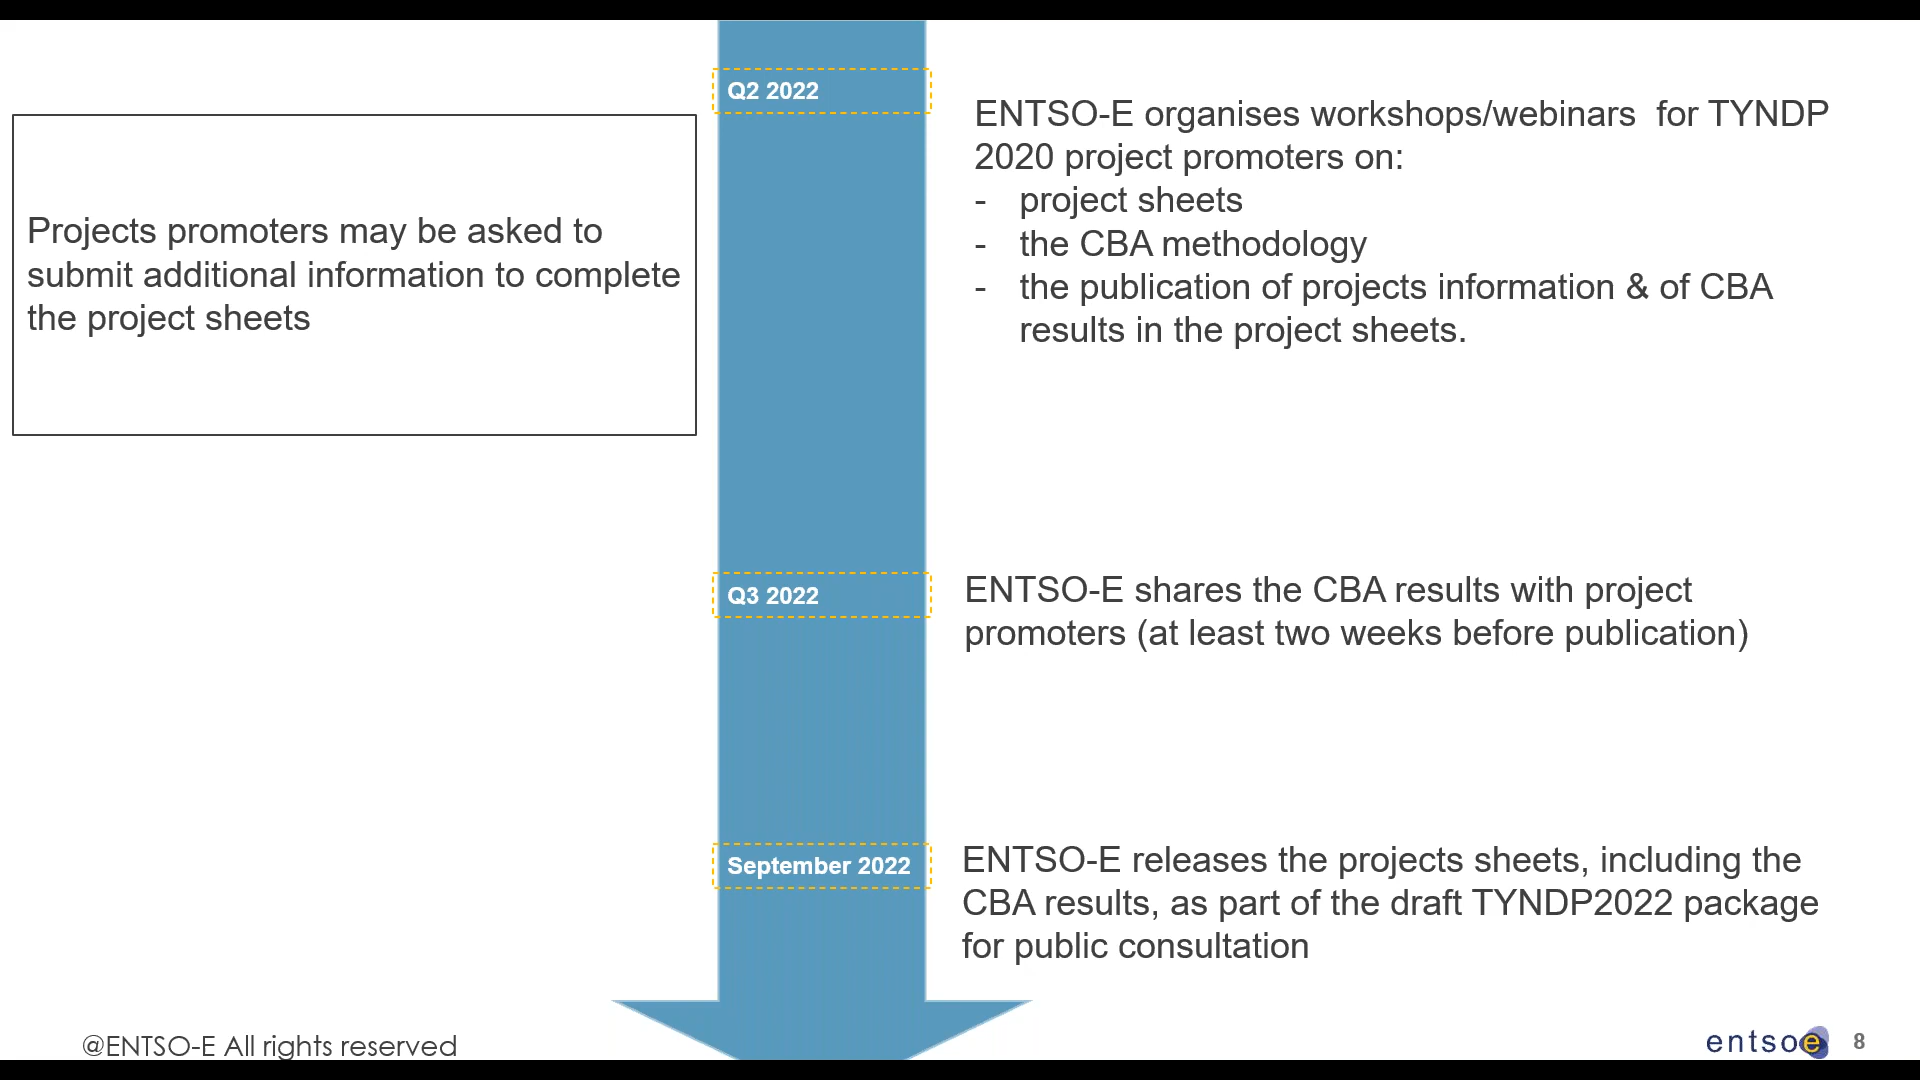 Q2 2022
Projects promoters may be asked to
submit additional information to complete
the project sheets
ENTSO-E organises workshops/webinars  for TYNDP
2020 project promoters on:
- project sheets
- the CBA methodology
- the publication of projects information & of CBA
results in the project sheets.
Q3 2022
ENTSO-E shares the CBA results with project
promoters (at least two weeks before publication)
September 2022
ENTSO-E releases the projects sheets, including the
CBA results, as part of the draft TYNDP2022 package
for public consultation
@ENTSO-E All rights reserved
entsoe
8